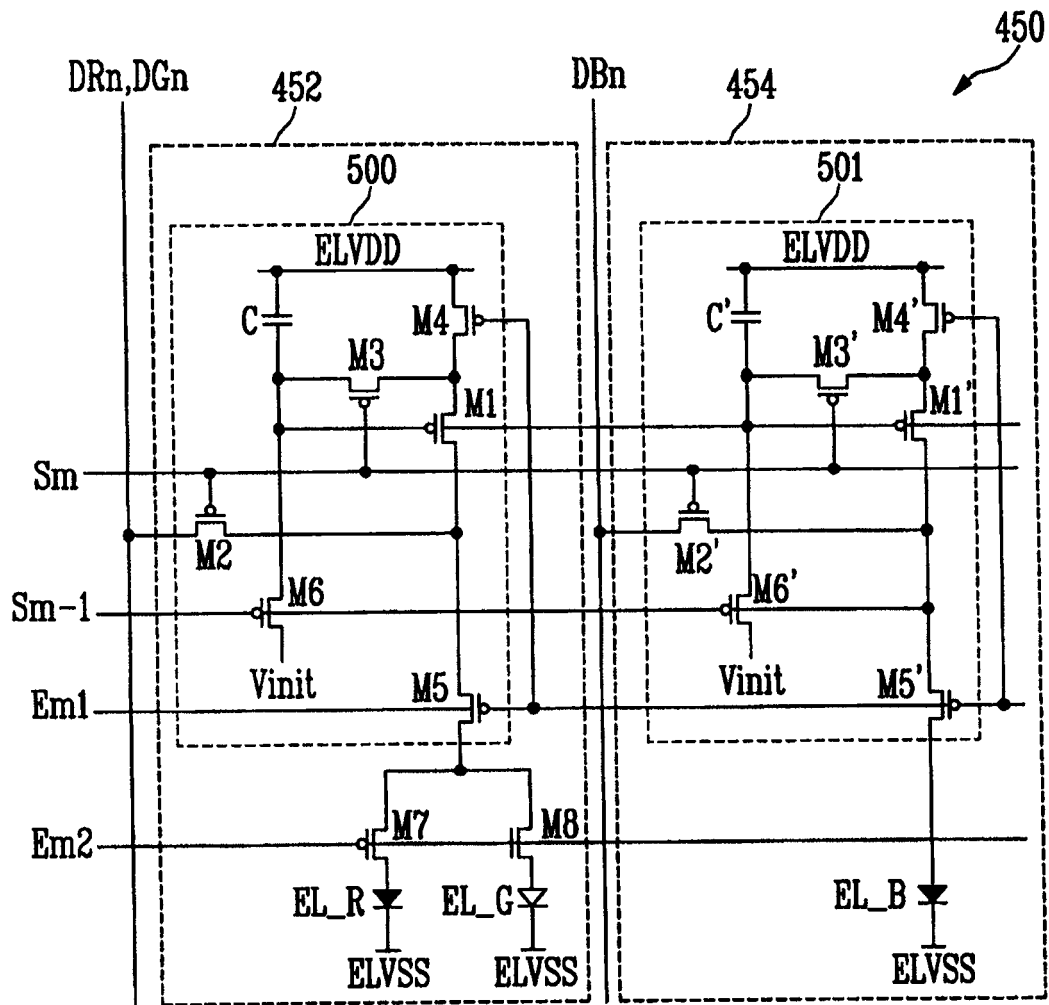 450
DRn,DGn
452
DBn
454
500
501
ELVDD
ELVDD
C
M4
C'
M4'
M3
M3'
M1
M1'
Sm
M2
M2'
Sm-1
M6
M6'
Vinit
Vinit
M5
M5'
Em1
Em2
M7
M8
EL_R
EL_G
EL_B
ELVSS
ELVSS
ELVSS